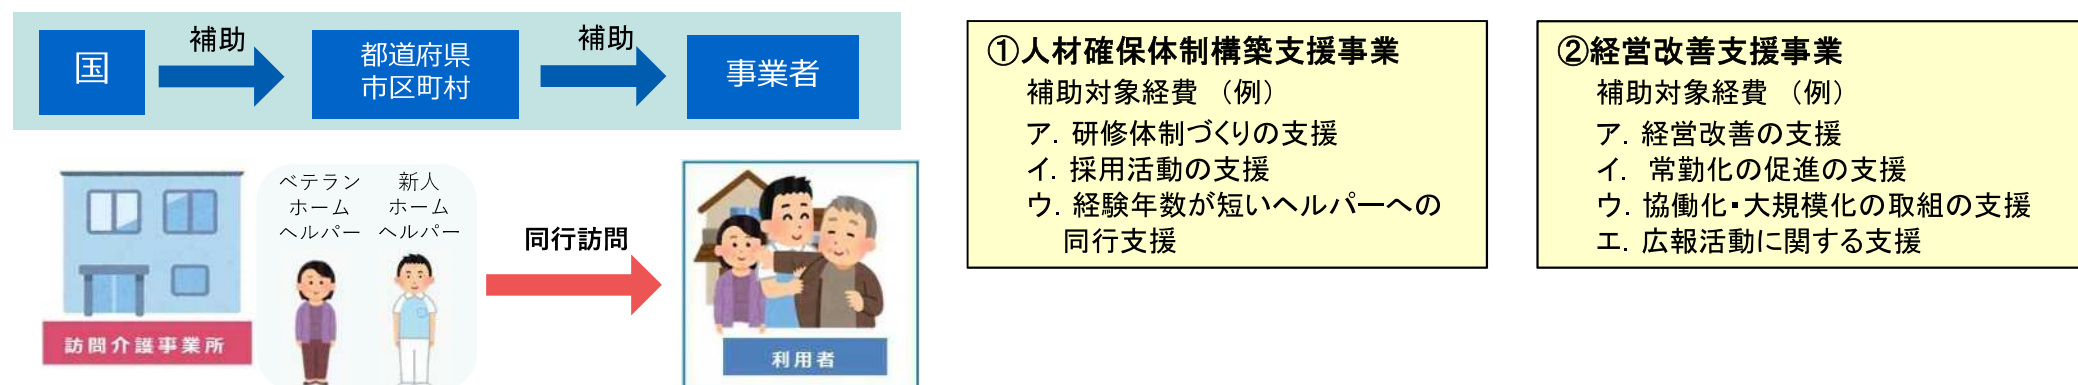 国
補助
都道府県
市区町村
補助
事業者
ベテラン
ホーム
ヘルパー
新人
ホーム
ヘルパー
同行訪問
訪問介護事業所
利用者
①人材確保体制構築支援事業
補助対象経費 （例）
ア．研修体制づくりの支援
イ．採用活動の支援
ウ．経験年数が短いヘルパーへの
同行支援
②経営改善支援事業
補助対象経費 （例）
ア．経営改善の支援
イ． 常勤化の促進の支援
ウ．協働化・大規模化の取組の支援
エ．広報活動に関する支援